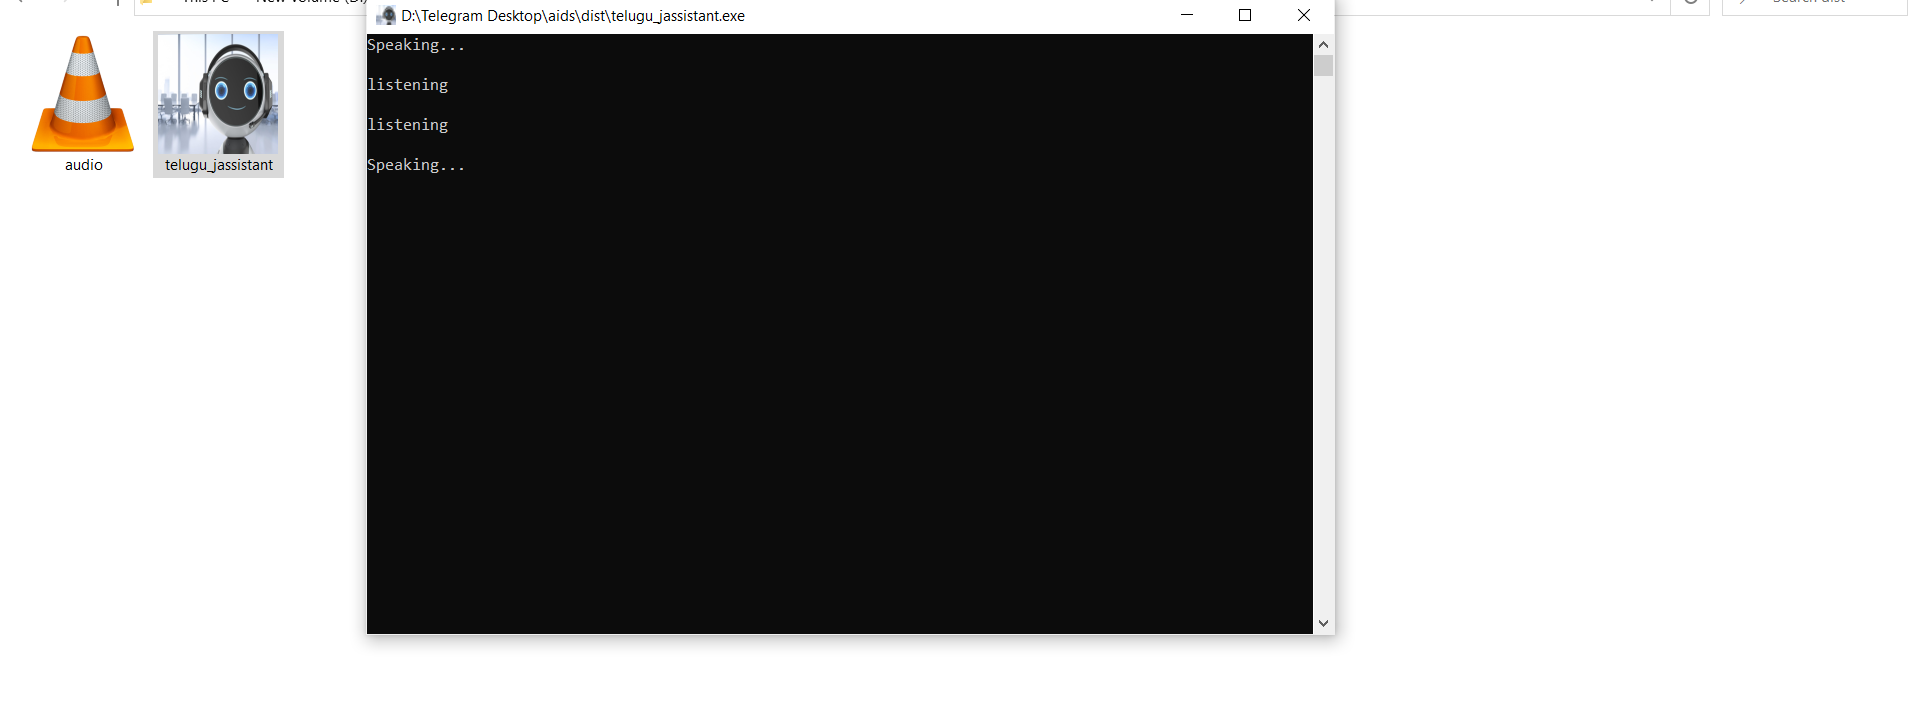 D:\Telegram Desktop\aids\dist\telugu_jassistant.exe
Speaking...
listening
listening
Speaking...
audio
telugu_jassistant